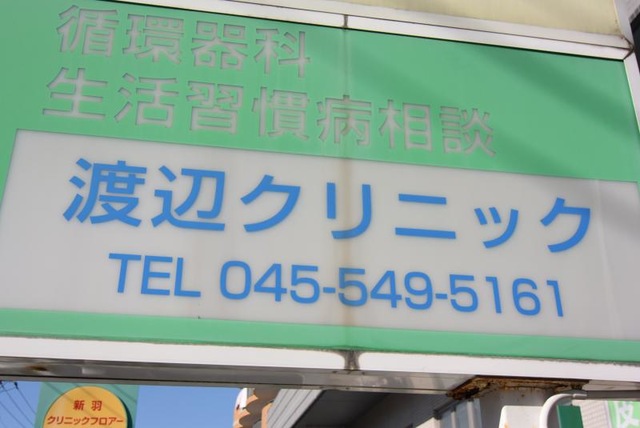 循環器科
生活習慣病相談
渡辺クリニック
TEL 045-549-5161
新羽
クリニックフロアー
皮